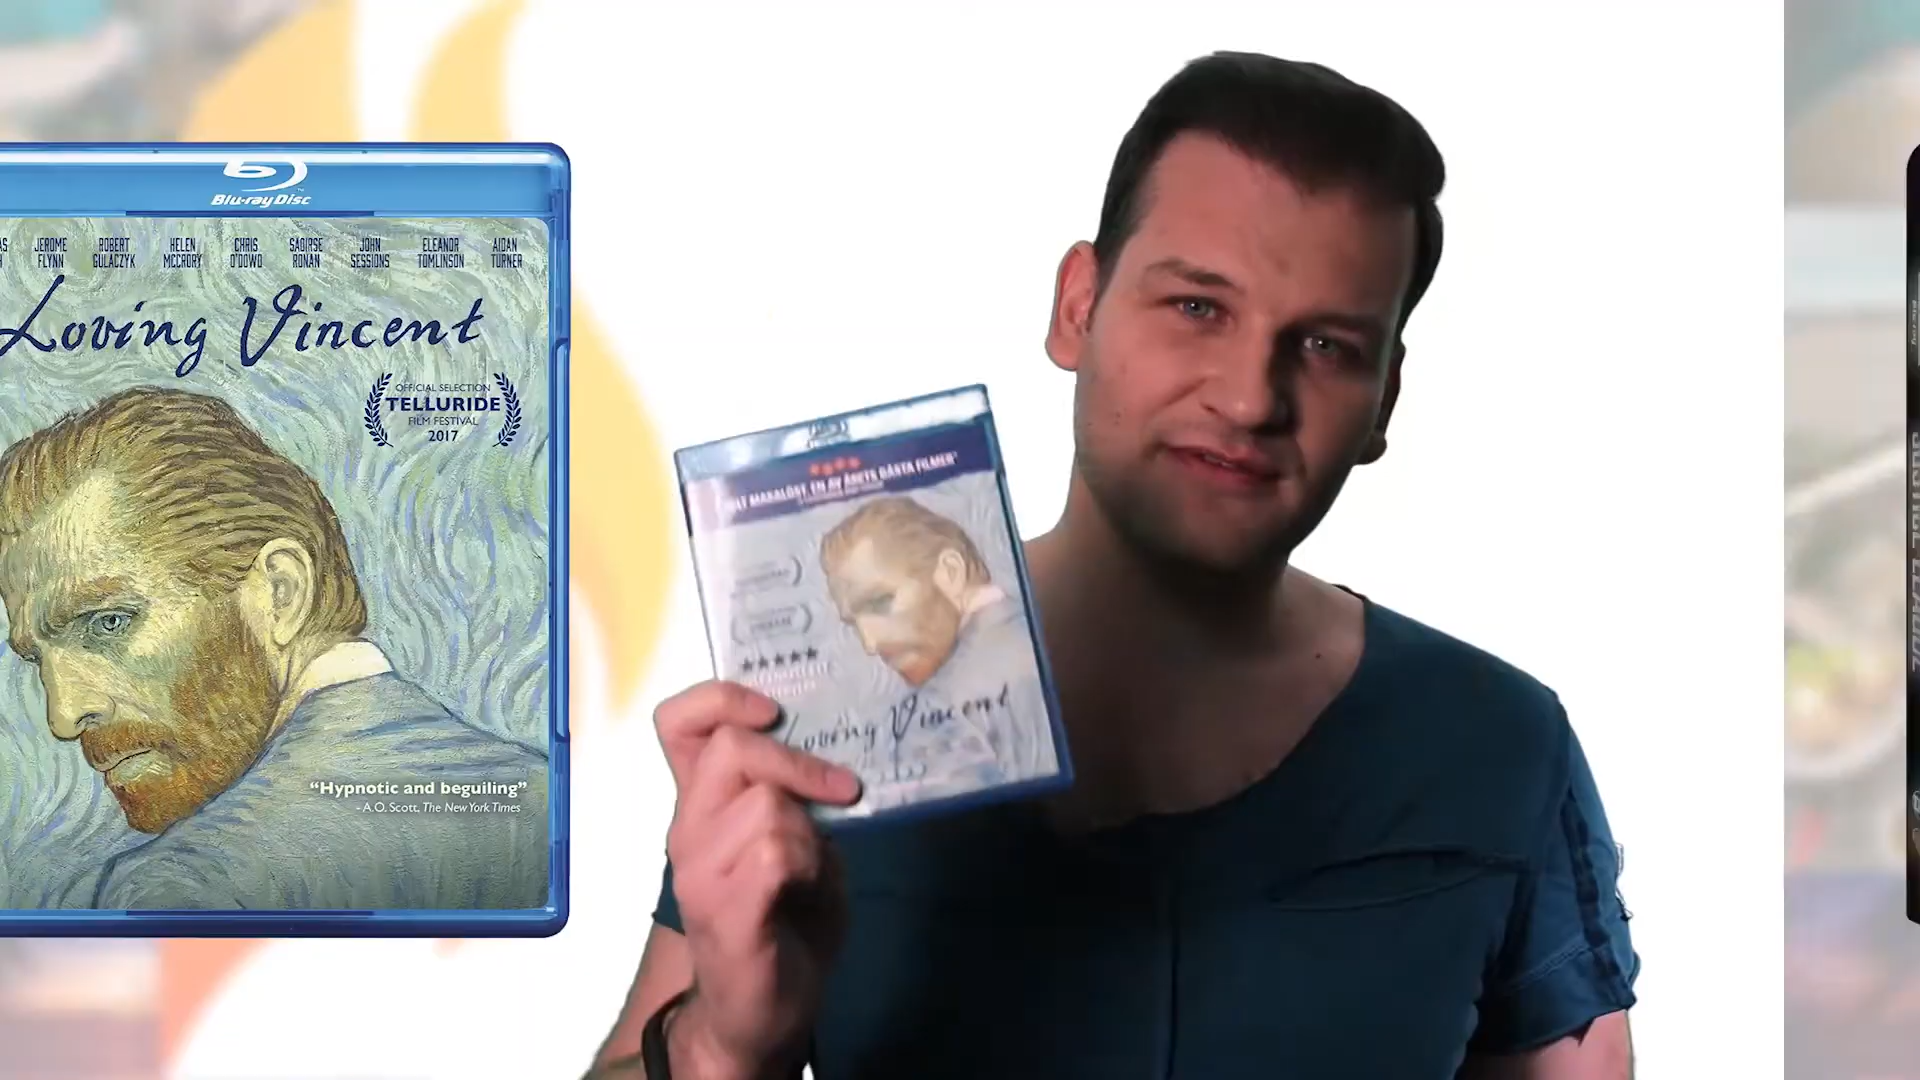 Blu-ray Disc
JEROME FLYNN
ROBERT GULACZYK
HELEN MCCRORY
CHRIS O'DOWD
SAOIRSE RONAN
JOHN SESSIONS
ELEANOR TOMLINSON
AIDAN TURNER
Loving Vincent
OFFICIAL SELECTION
TELLURIDE
FILM FESTIVAL
2017
“Hypnotic and beguiling”
- A.O. Scott, The New York Times
EN AV ÅRETS BÄSTA FILMER"
Loving Vincent
JUSTICE LEAGUE